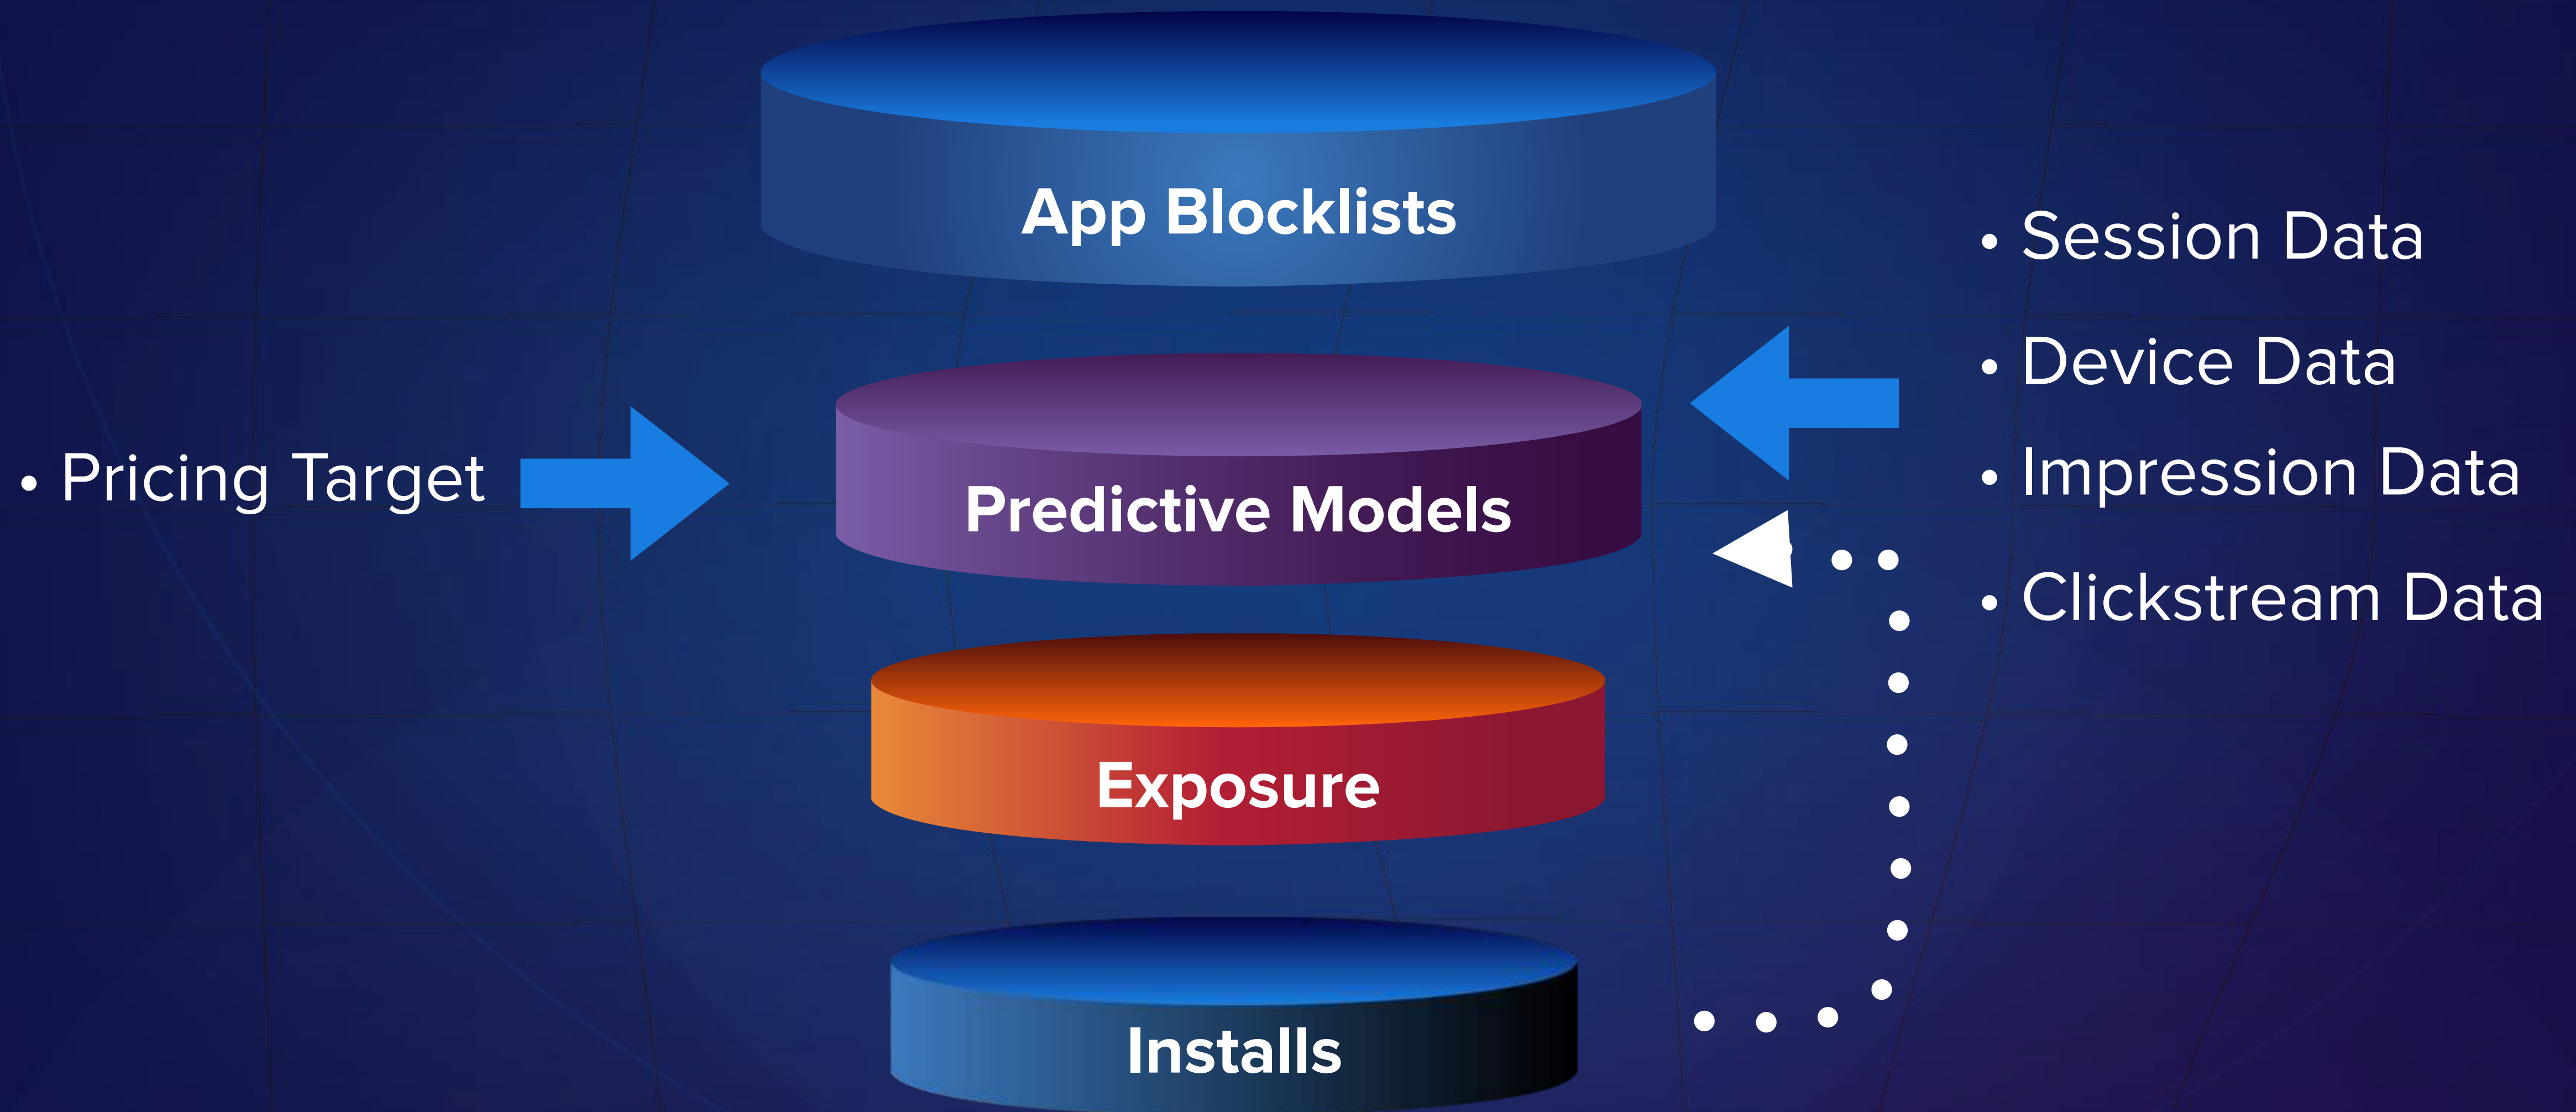 App Blocklists
• Pricing Target
Predictive Models
• Session Data
• Device Data
• Impression Data
• Clickstream Data
Exposure
Installs